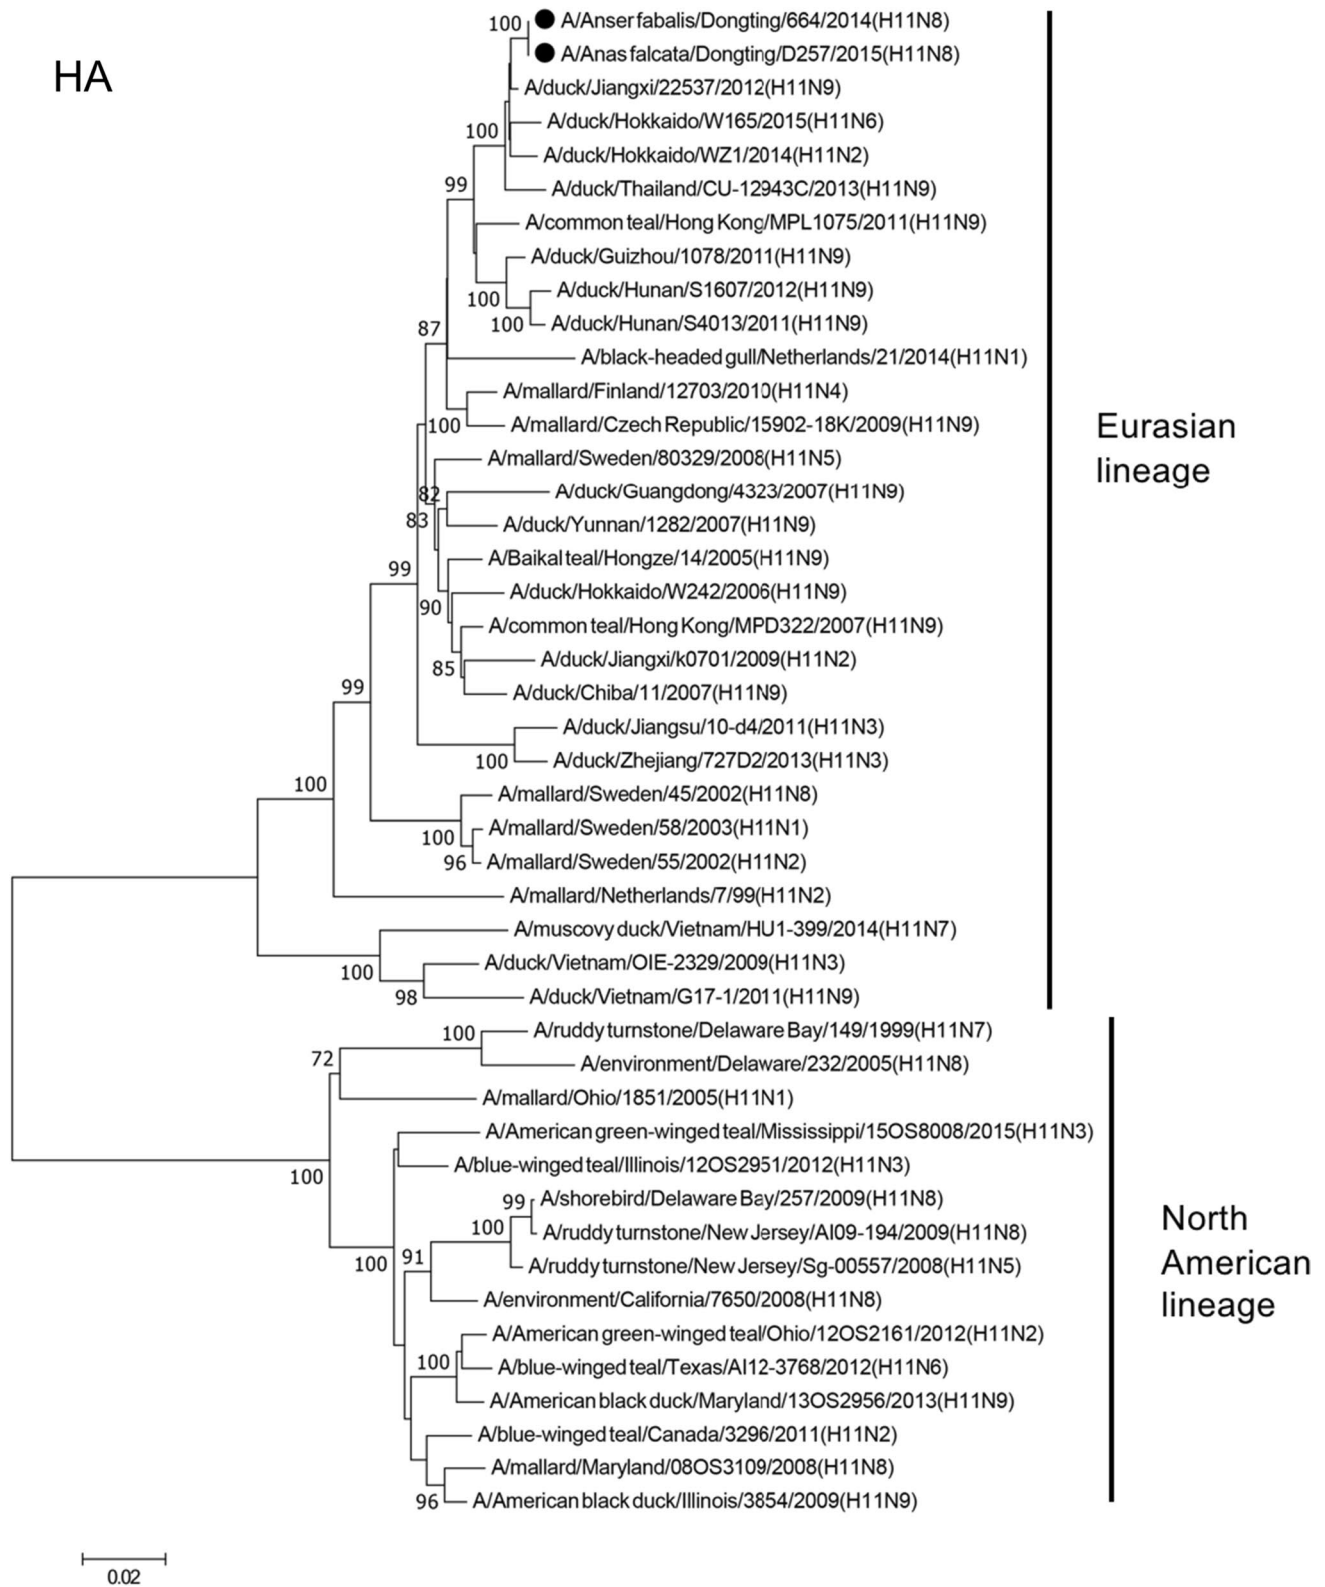 HA
100
A/Anser fabalis/Dongting/664/2014(H11N8)
A/Anas falcata/Dongting/D257/2015(H11N8)
A/duck/Jiangxi/22537/2012(H11N9)
A/duck/Hokkaido/W165/2015(H11N6)
100
A/duck/Hokkaido/WZ1/2014(H11N2)
99
A/duck/Thailand/CU-12943C/2013(H11N9)
A/common teal/Hong Kong/MPL1075/2011(H11N9)
A/duck/Guizhou/1078/2011(H11N9)
A/duck/Hunan/S1607/2012(H11N9)
100
100
A/duck/Hunan/S4013/2011(H11N9)
87
A/black-headed gull/Netherlands/21/2014(H11N1)
A/mallard/Finland/12703/2010(H11N4)
100
A/mallard/Czech Republic/15902-18K/2009(H11N9)
A/mallard/Sweden/80329/2008(H11N5)
82
A/duck/Guangdong/4323/2007(H11N9)
83
A/duck/Yunnan/1282/2007(H11N9)
A/Baikal teal/Hongze/14/2005(H11N9)
99
A/duck/Hokkaido/W242/2006(H11N9)
90
A/common teal/Hong Kong/MPD322/2007(H11N9)
A/duck/Jiangxi/k0701/2009(H11N2)
85
A/duck/Chiba/11/2007(H11N9)
99
A/duck/Jiangsu/10-d4/2011(H11N3)
100
A/duck/Zhejiang/727D2/2013(H11N3)
100
A/mallard/Sweden/45/2002(H11N8)
A/mallard/Sweden/58/2003(H11N1)
100
96
A/mallard/Sweden/55/2002(H11N2)
A/mallard/Netherlands/7/99(H11N2)
A/muscovy duck/Vietnam/HU1-399/2014(H11N7)
100
A/duck/Vietnam/OIE-2329/2009(H11N3)
98
A/duck/Vietnam/G17-1/2011(H11N9)
Eurasian
lineage
100
A/ruddy turnstone/Delaware Bay/149/1999(H11N7)
72
A/environment/Delaware/232/2005(H11N8)
A/mallard/Ohio/1851/2005(H11N1)
A/American green-winged teal/Mississippi/15OS8008/2015(H11N3)
100
A/blue-winged teal/Illinois/12OS2951/2012(H11N3)
99
A/shorebird/Delaware Bay/257/2009(H11N8)
100
A/ruddy turnstone/New Jersey/AI09-194/2009(H11N8)
100
91
A/ruddy turnstone/New Jersey/Sg-00557/2008(H11N5)
A/environment/California/7650/2008(H11N8)
A/American green-winged teal/Ohio/12OS2161/2012(H11N2)
100
A/blue-winged teal/Texas/AI12-3768/2012(H11N6)
A/American black duck/Maryland/13OS2956/2013(H11N9)
A/blue-winged teal/Canada/3296/2011(H11N2)
A/mallard/Maryland/08OS3109/2008(H11N8)
96
A/American black duck/Illinois/3854/2009(H11N9)
North
American
lineage
0.02